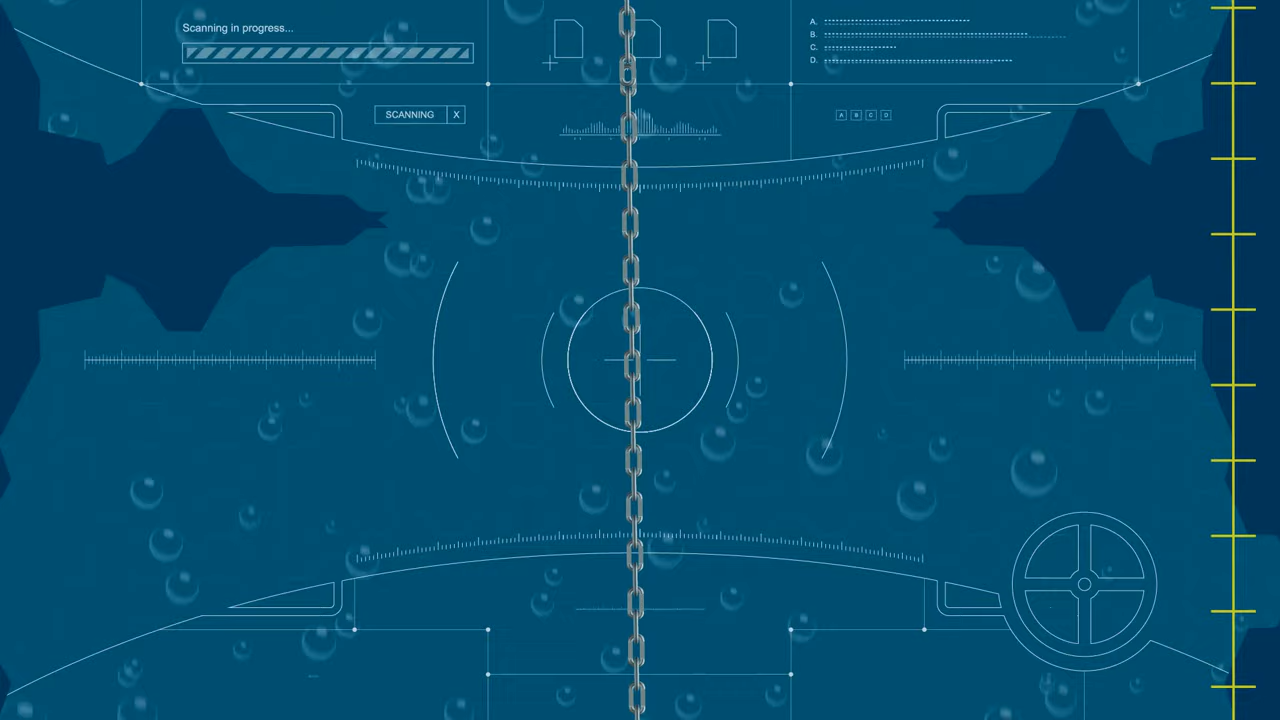 Scanning in progress...
A.
B.
C.
D.
SCANNING X
A B C D